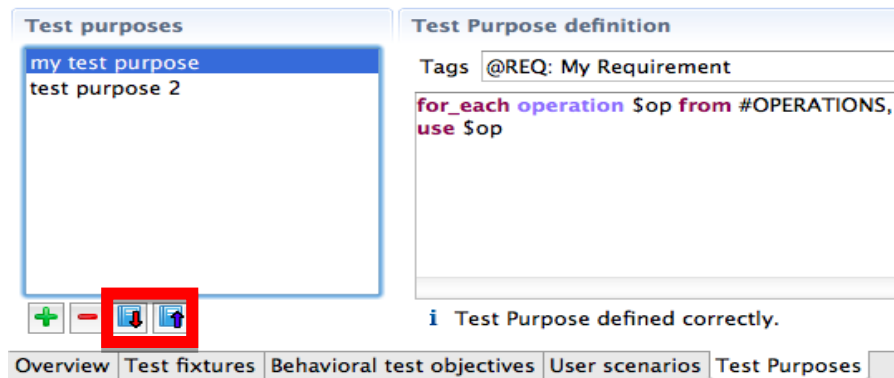 Test purposes
my test purpose
test purpose 2
Test Purpose definition
Tags @REQ: My Requirement
for_each operation $op from #OPERATIONS,
use $op
i Test Purpose defined correctly.
Overview Test fixtures Behavioral test objectives User scenarios Test Purposes